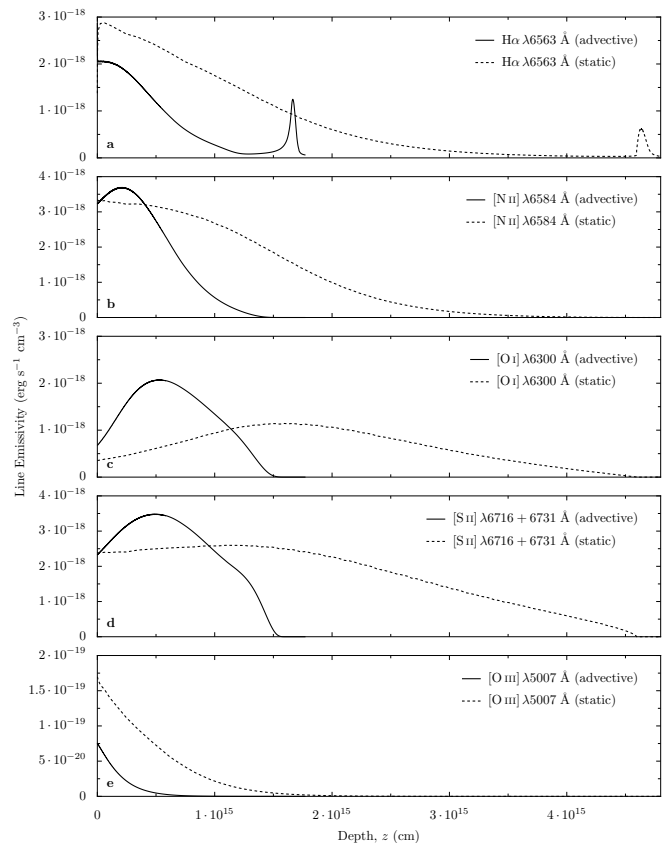 Line Emissivity (erg s⁻¹ cm⁻³)
3·10⁻¹⁸
2·10⁻¹⁸
1·10⁻¹⁸
0
Hα λ6563 Å (advective)
Hα λ6563 Å (static)
a
4·10⁻¹⁸
3·10⁻¹⁸
2·10⁻¹⁸
1·10⁻¹⁸
0
[N II] λ6584 Å (advective)
[N II] λ6584 Å (static)
b
3·10⁻¹⁸
2·10⁻¹⁸
1·10⁻¹⁸
0
[O I] λ6300 Å (advective)
[O I] λ6300 Å (static)
c
4·10⁻¹⁸
3·10⁻¹⁸
2·10⁻¹⁸
1·10⁻¹⁸
0
[S II] λ6716 + 6731 Å (advective)
[S II] λ6716 + 6731 Å (static)
d
2·10⁻¹⁹
1.5·10⁻¹⁹
1·10⁻¹⁹
5·10⁻²⁰
0
[O III] λ5007 Å (advective)
[O III] λ5007 Å (static)
e
0 1·10¹⁵ 2·10¹⁵ 3·10¹⁵ 4·10¹⁵
Depth, z (cm)